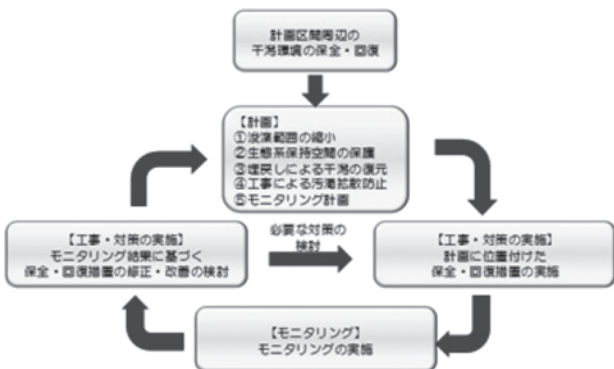 計画区間周辺の
干潟環境の保全・回復
【計画】
①浚渫範囲の縮小
②生態系保持空間の保護
③埋戻しによる干潟の復元
④工事による汚濁拡散防止
⑤モニタリング計画
【工事・対策の実施】
モニタリング結果に基づく
保全・回復措置の修正・改善の検討
必要な対策の
検討
【工事・対策の実施】
計画に位置付けた
保全・回復措置の実施
【モニタリング】
モニタリングの実施